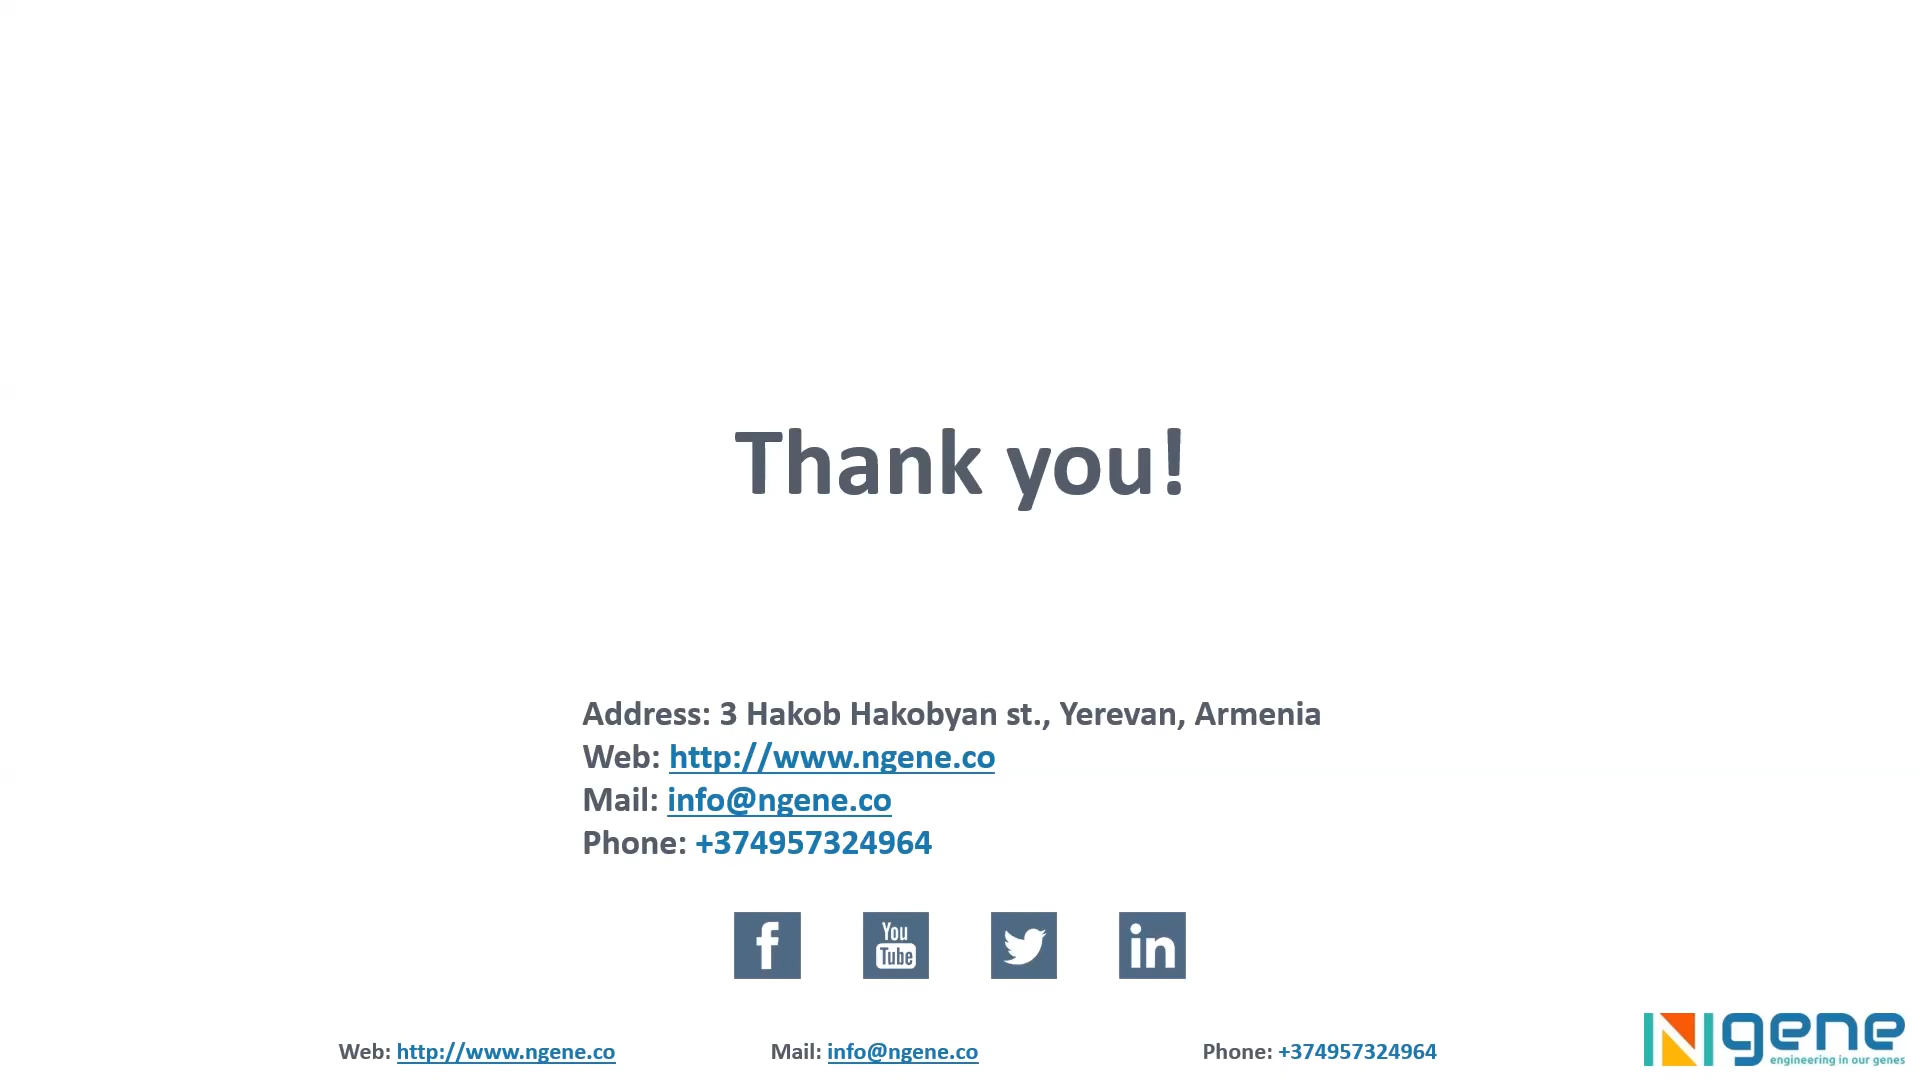 Thank you!
Address: 3 Hakob Hakobyan st., Yerevan, Armenia
Web: http://www.ngene.co
Mail: info@ngene.co
Phone: +374957324964
f
You
Tube
in
Web: http://www.ngene.co Mail: info@ngene.co Phone: +374957324964
Ngene
engineering in our genes